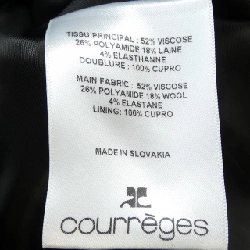 TISSU PRINCIPAL : 52% VISCOSE
26% POLYAMIDE 18% LAINE
4% ELASTHANNE
DOUBLURE : 100% CUPRO
MAIN FABRIC : 52% VISCOSE
26% POLYAMIDE 18% WOOL
4% ELASTANE
LINING: 100% CUPRO
MADE IN SLOVAKIA
courrèges